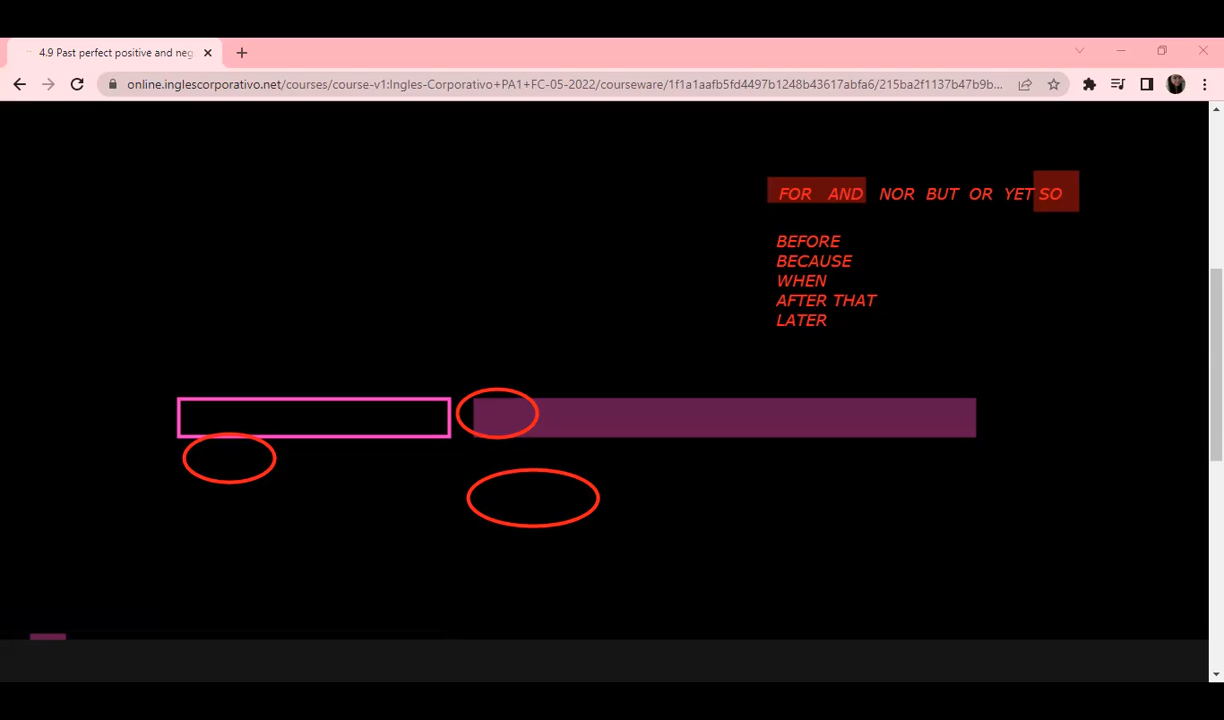 4.9 Past perfect positive and neg
online.inglescorporativo.net/courses/course-v1:Ingles-Corporativo+PA1+FC-05-2022/courseware/1f1a1aafb5fd4497b1248b43617abfa6/215ba2f1137b47b9b...
FOR AND NOR BUT OR YET SO
BEFORE
BECAUSE
WHEN
AFTER THAT
LATER